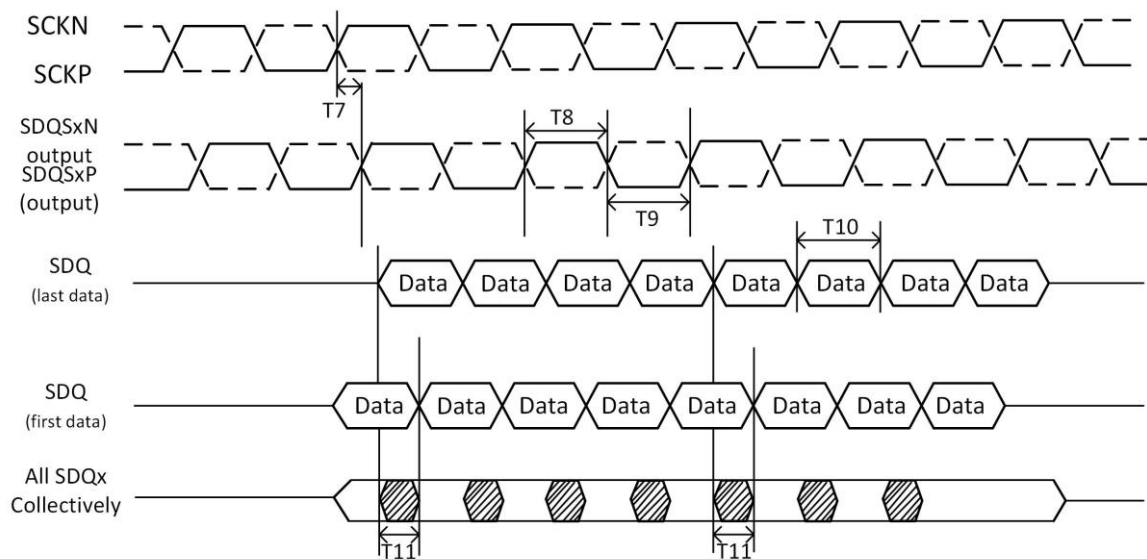 SCKN
SCKP
T7
SDQSxN
output
SDQSxP
(output)
T8
T9
T10
SDQ
(last data)
Data Data Data Data Data Data Data Data
SDQ
(first data)
Data Data Data Data Data Data Data Data
All SDQx
Collectively
T11 T11